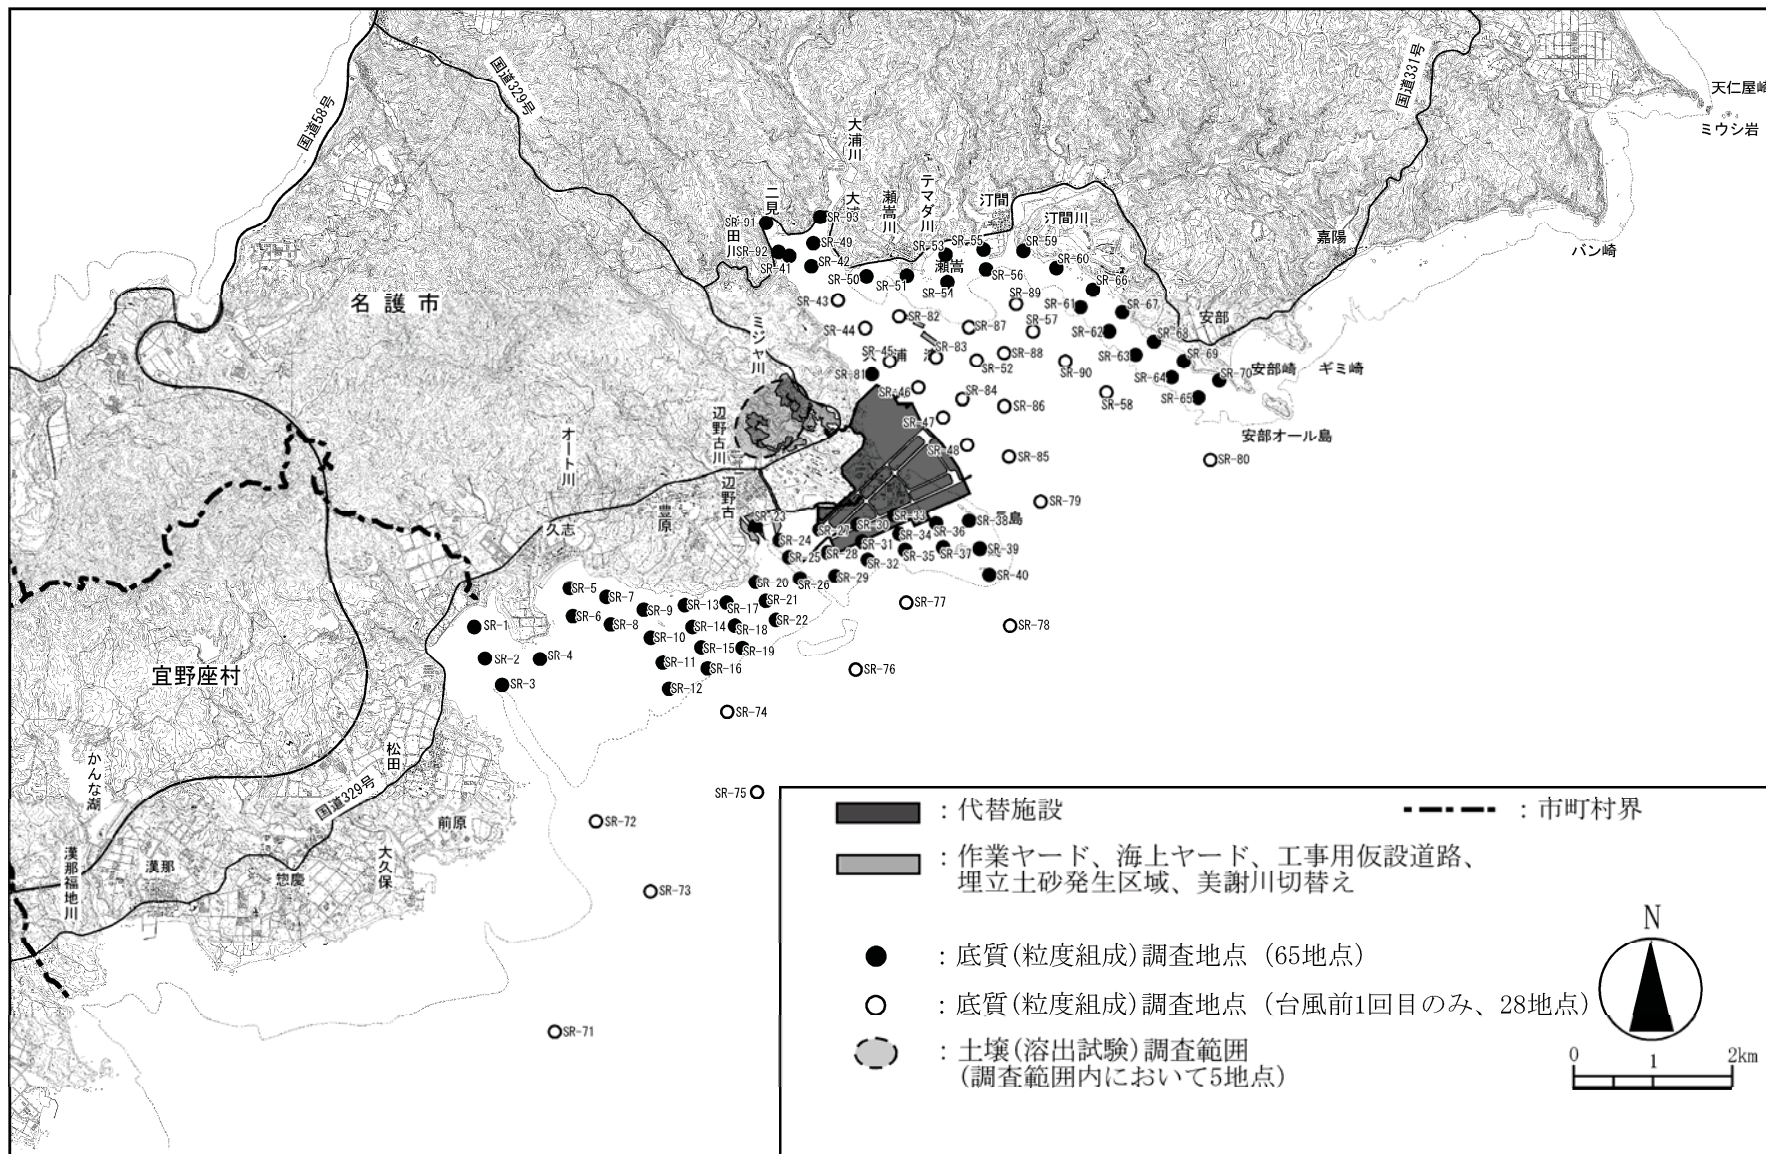 国道58号
国道329号
国道331号
天仁屋崎
ミウシ岩
バン崎
嘉陽
大浦川
二見
瀬嵩川
テマダ川
汀間
汀間川
瀬嵩
安部
安部崎
ギミ崎
安部オール島
名護市
ミジャ川
辺野古川
辺野古
オート川
豊原
久志
宜野座村
松田
国道329号
かんな湖
前原
大久保
惣慶
漢那
漢那福地川
SR-91
SR-93
SR-92
SR-49
SR-41
SR-42
SR-50
SR-51
SR-53
SR-54
SR-55
SR-56
SR-59
SR-60
SR-66
SR-89
SR-61
SR-67
SR-57
SR-62
SR-68
SR-63
SR-69
SR-64
SR-70
SR-65
SR-43
SR-82
SR-44
SR-87
SR-83
SR-45
SR-88
SR-52
SR-90
SR-81
SR-46
SR-84
SR-86
SR-58
SR-47
SR-48
SR-85
SR-80
SR-79
SR-23
SR-24
SR-27
SR-30
SR-33
SR-38
SR-25
SR-28
SR-31
SR-34
SR-36
SR-32
SR-35
SR-37
SR-39
SR-20
SR-26
SR-29
SR-40
SR-5
SR-7
SR-9
SR-13
SR-17
SR-21
SR-77
SR-1
SR-6
SR-8
SR-10
SR-14
SR-18
SR-22
SR-78
SR-2
SR-4
SR-11
SR-15
SR-19
SR-3
SR-12
SR-16
SR-76
SR-74
SR-75
SR-72
SR-73
SR-71
：代替施設
：市町村界
：作業ヤード、海上ヤード、工事用仮設道路、
埋立土砂発生区域、美謝川切替え
：底質(粒度組成)調査地点（65地点）
：底質(粒度組成)調査地点（台風前1回目のみ、28地点）
：土壌(溶出試験)調査範囲
(調査範囲内において5地点)
N
0 1 2km